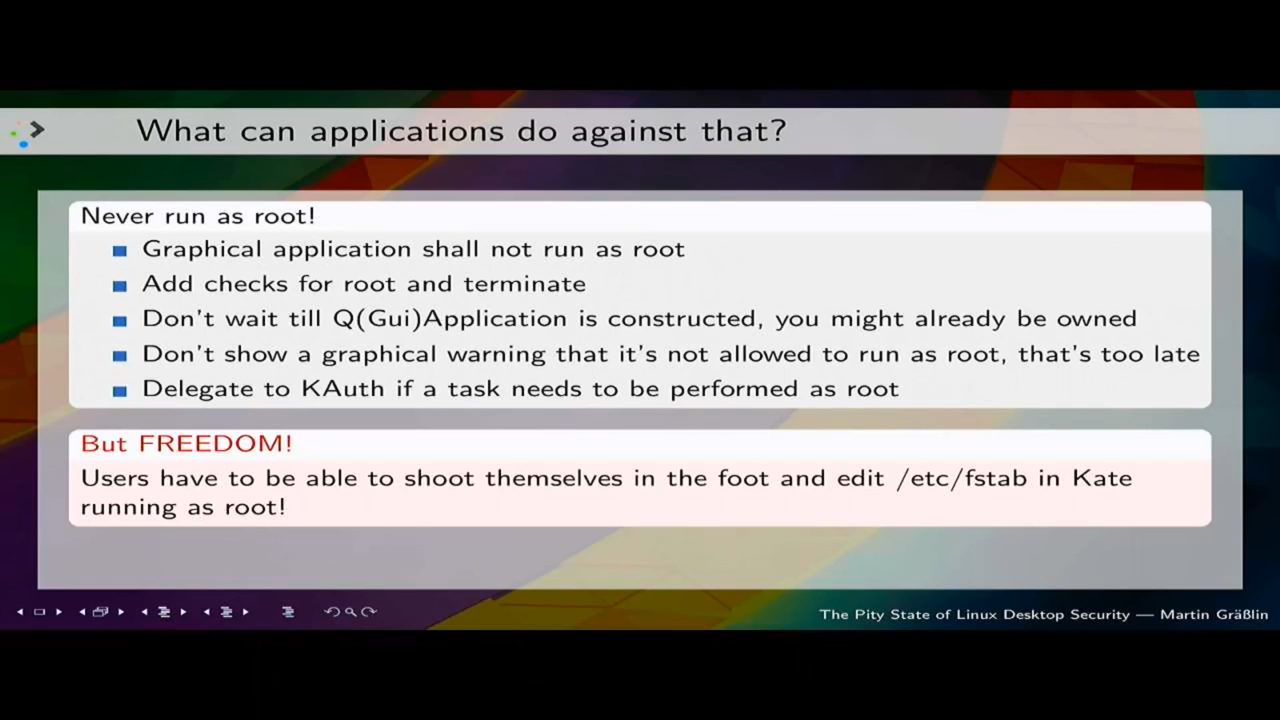 What can applications do against that?
Never run as root!
Graphical application shall not run as root
Add checks for root and terminate
Don't wait till Q(Gui)Application is constructed, you might already be owned
Don't show a graphical warning that it's not allowed to run as root, that's too late
Delegate to KAuth if a task needs to be performed as root
But FREEDOM!
Users have to be able to shoot themselves in the foot and edit /etc/fstab in Kate
running as root!
The Pity State of Linux Desktop Security — Martin Gräßlin